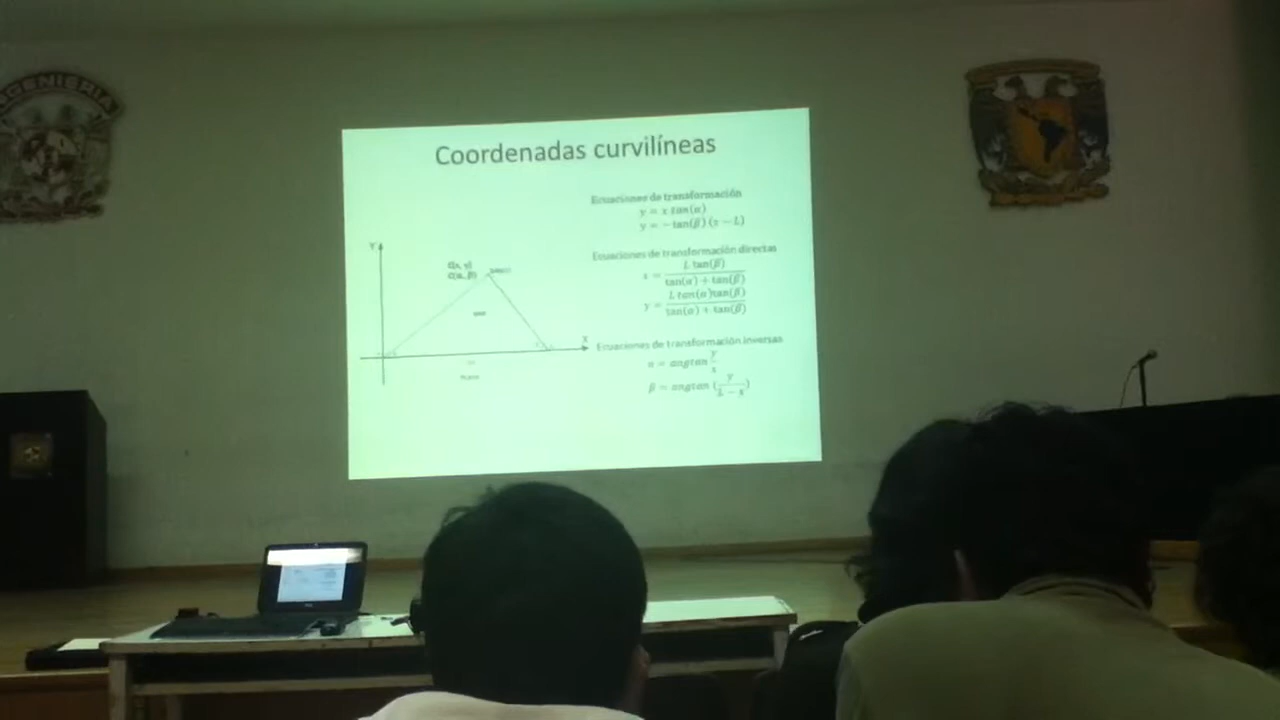 INGENIERIA
Coordenadas curvilíneas
Ecuaciones de transformación
y = x tan(α)
y = − tan(β) (x − L)
Ecuaciones de transformación directas
x = L tan(β) / tan(α) + tan(β)
y = L tan(α) tan(β) / tan(α) + tan(β)
Ecuaciones de transformación inversas
α = angtan y/x
β = angtan (y / L − x)
Y
C(x, y)
C(α, β)
X